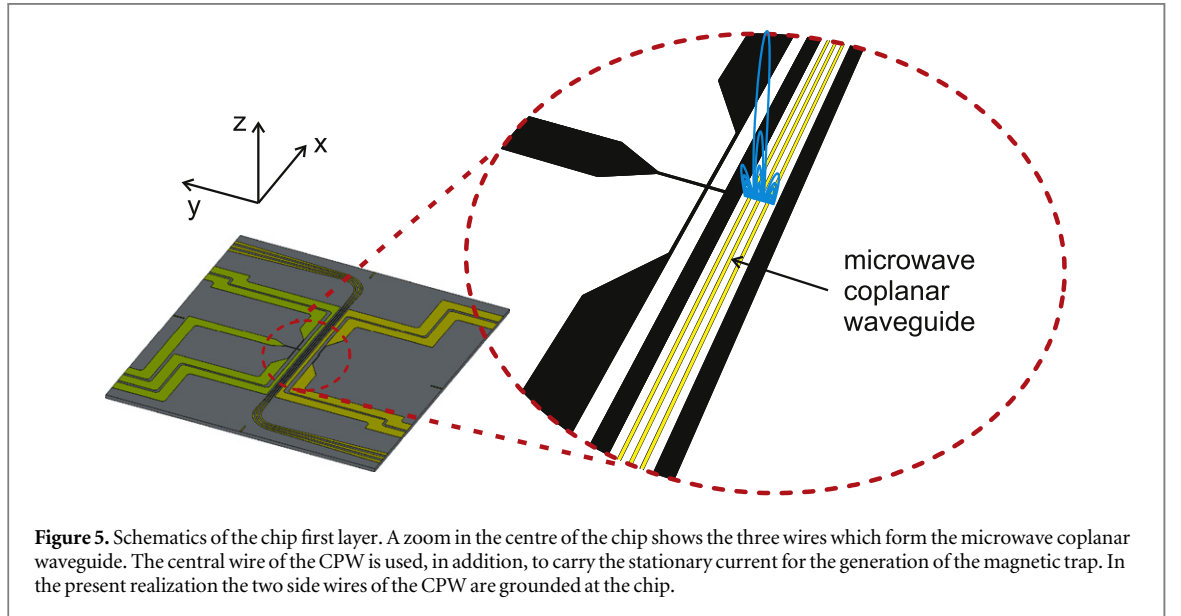 z
x
y
microwave
coplanar
waveguide
Figure 5. Schematics of the chip first layer. A zoom in the centre of the chip shows the three wires which form the microwave coplanar
waveguide. The central wire of the CPW is used, in addition, to carry the stationary current for the generation of the magnetic trap. In
the present realization the two side wires of the CPW are grounded at the chip.